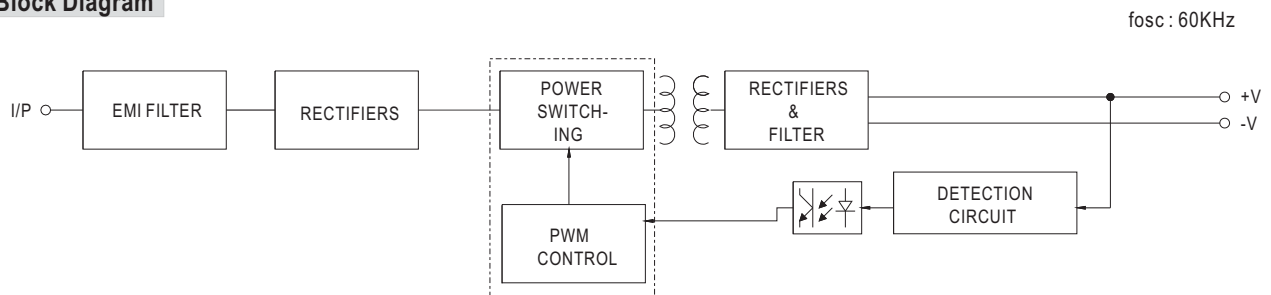 Block Diagram
fosc : 60KHz
I/P
EMI FILTER
RECTIFIERS
POWER
SWITCH-
ING
RECTIFIERS
&
FILTER
+V
-V
DETECTION
CIRCUIT
PWM
CONTROL